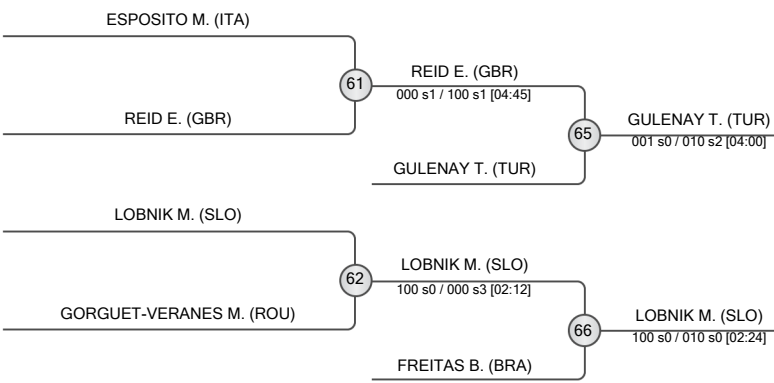 ESPOSITO M. (ITA)
61
REID E. (GBR)
000 s1 / 100 s1 [04:45]
REID E. (GBR)
65
GULENAY T. (TUR)
001 s0 / 010 s2 [04:00]
GULENAY T. (TUR)
LOBNIK M. (SLO)
62
LOBNIK M. (SLO)
100 s0 / 000 s3 [02:12]
GORGUET-VERANES M. (ROU)
66
LOBNIK M. (SLO)
100 s0 / 010 s0 [02:24]
FREITAS B. (BRA)